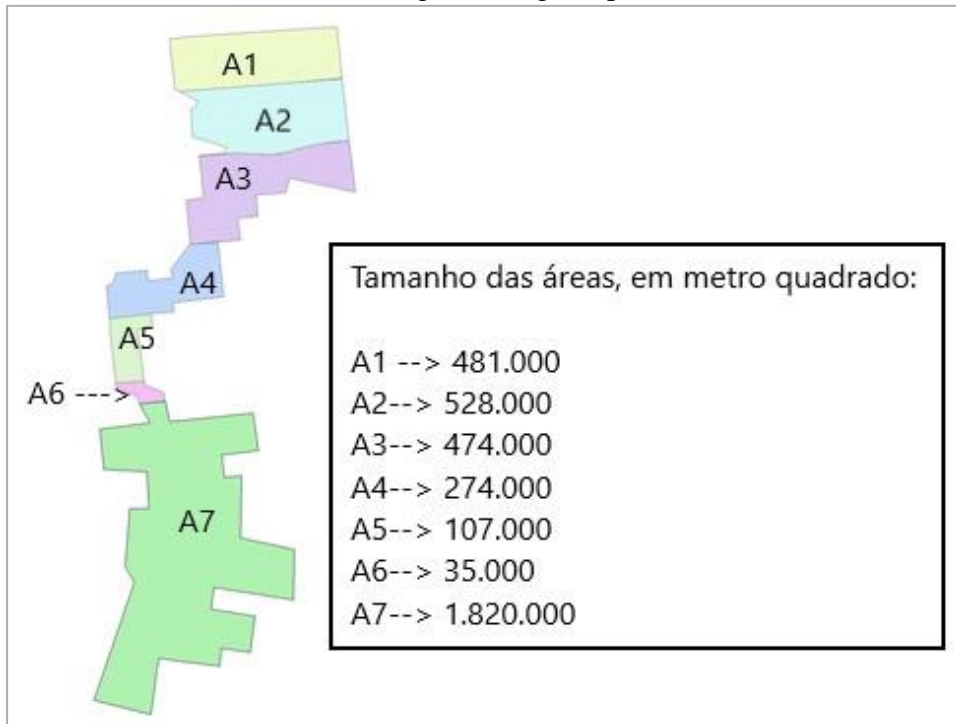 A1
A2
A3
A4
A5
A6 --->
A7
Tamanho das áreas, em metro quadrado:
A1 --> 481.000
A2--> 528.000
A3--> 474.000
A4--> 274.000
A5--> 107.000
A6--> 35.000
A7--> 1.820.000